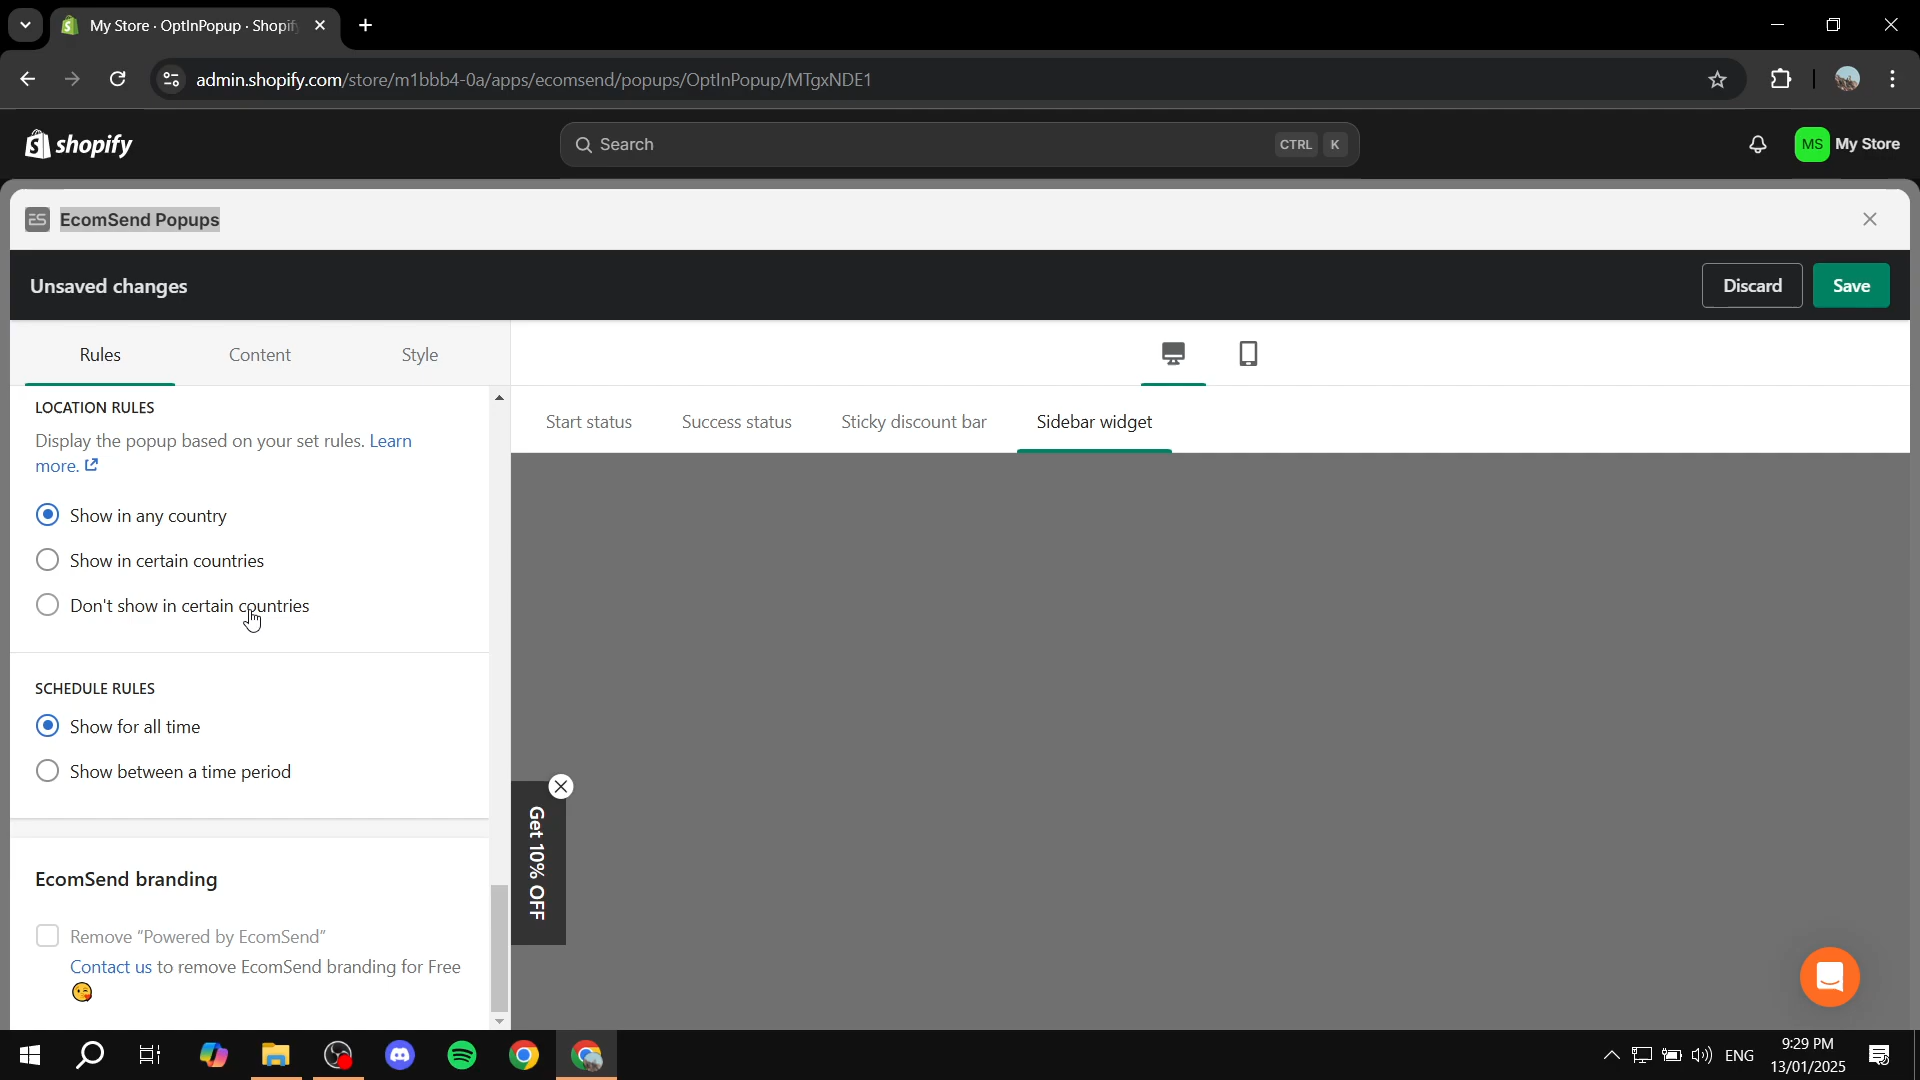 My Store · OptInPopup · Shopif
admin.shopify.com/store/m1bbb4-0a/apps/ecomsend/popups/OptInPopup/MTgxNDE1
shopify
Search
CTRL K
MS My Store
ES EcomSend Popups
Unsaved changes
Discard
Save
Rules
Content
Style
Start status
Success status
Sticky discount bar
Sidebar widget
LOCATION RULES
Display the popup based on your set rules. Learn
more.
Show in any country
Show in certain countries
Don't show in certain countries
SCHEDULE RULES
Show for all time
Show between a time period
EcomSend branding
Remove “Powered by EcomSend”
Contact us to remove EcomSend branding for Free
Get 10% OFF
ENG
9:29 PM
13/01/2025